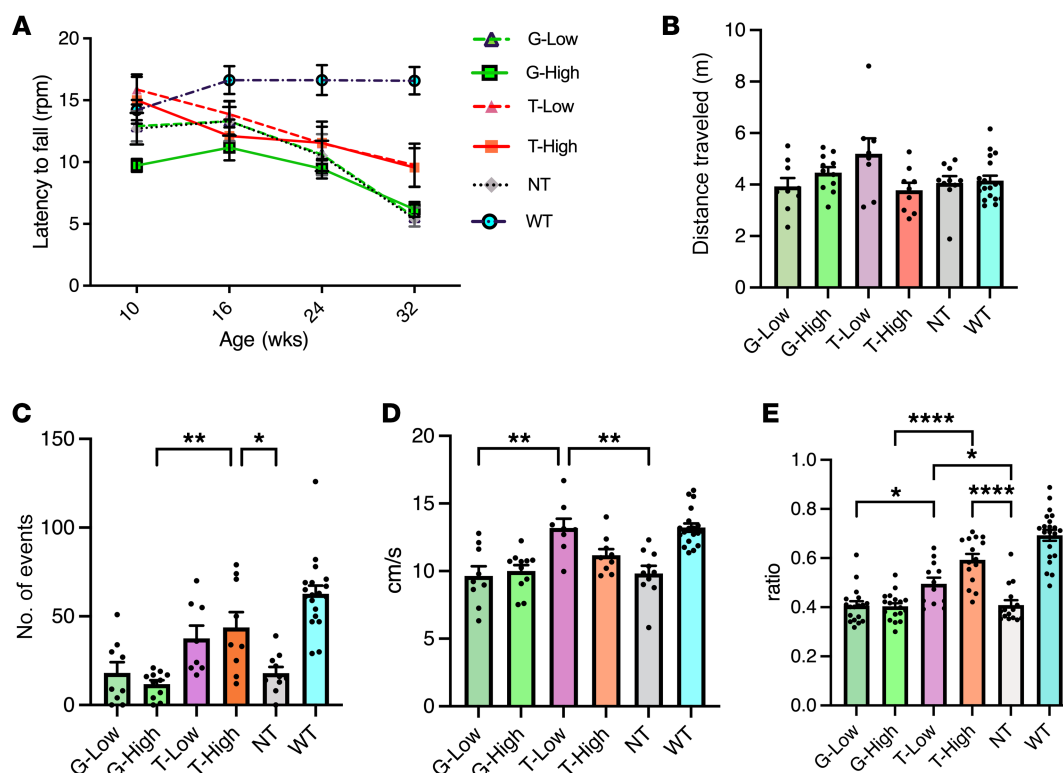 A
Latency to fall (rpm)
20
15
10
5
0
10
16
24
32
Age (wks)
G-Low
G-High
T-Low
T-High
NT
WT
B
Distance traveled (m)
10
8
6
4
2
0
G-Low
G-High
T-Low
T-High
NT
WT
C
No. of events
150
100
50
0
**
*
G-Low
G-High
T-Low
T-High
NT
WT
D
cm/s
20
15
10
5
0
**
**
G-Low
G-High
T-Low
T-High
NT
WT
E
ratio
1.0
0.8
0.6
0.4
0.2
0.0
****
*
*
****
G-Low
G-High
T-Low
T-High
NT
WT